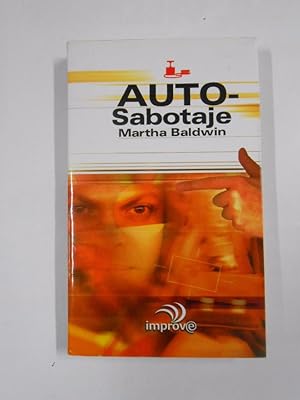 AUTO-
Sabotaje
Martha Baldwin
improve